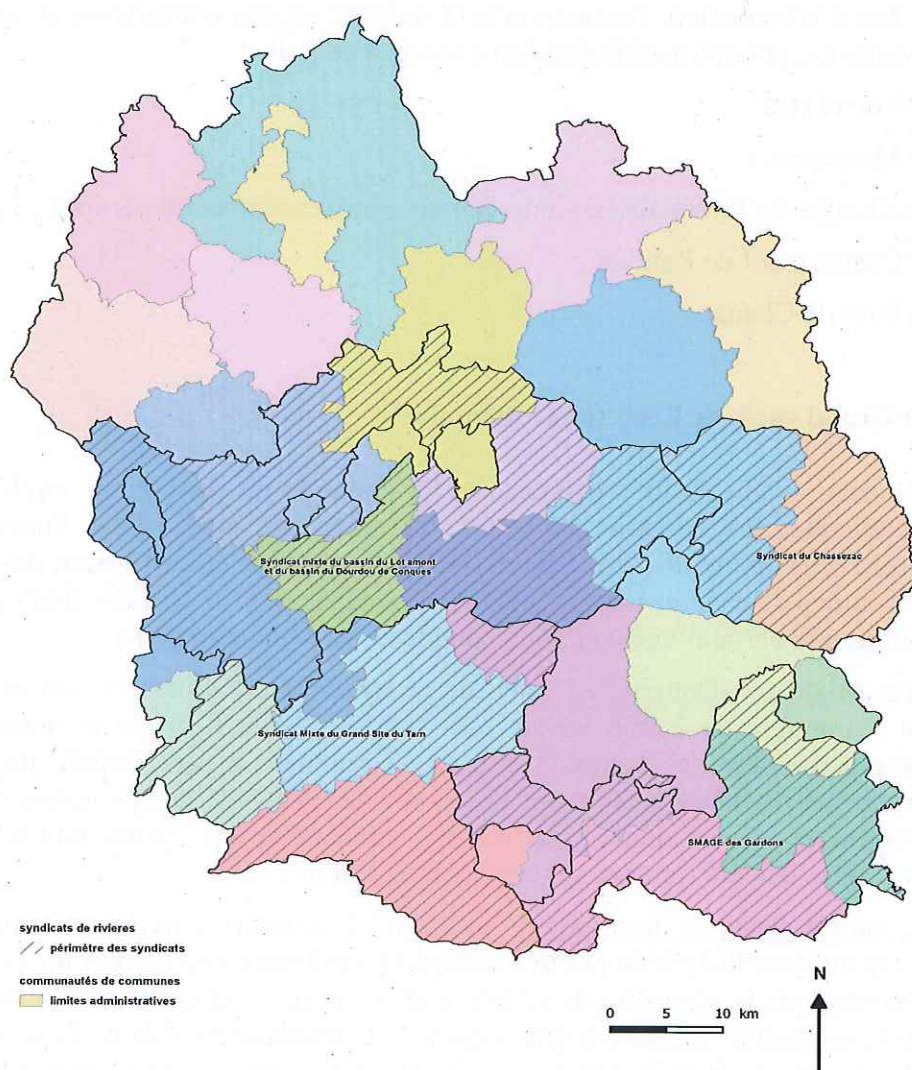 Syndicat mixte du bassin du Lot amont
et du bassin du Dourdou de Conques
Syndicat du Chassezac
Syndicat Mixte du Grand Site du Tarn
SMAGE des Gardons
syndicats de rivieres
périmètre des syndicats
communautés de communes
limites administratives
N
0 5 10 km